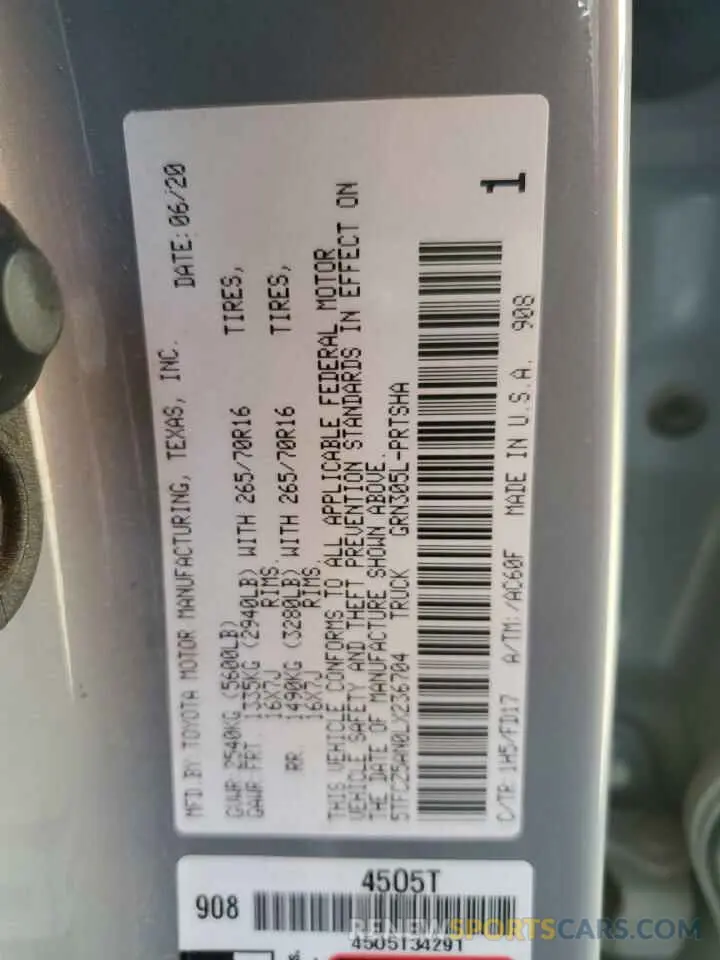 MFD BY TOYOTA MOTOR MANUFACTURING, TEXAS, INC. DATE: 06/20
GVWR 2540KG (5600LB)
GAWR FRT. 1335KG (2940LB) WITH 265/70R16 TIRES,
16X7J RIMS.
RR. 1490KG (3280LB) WITH 265/70R16 TIRES,
16X7J RIMS.
THIS VEHICLE CONFORMS TO ALL APPLICABLE FEDERAL MOTOR
VEHICLE SAFETY AND THEFT PREVENTION STANDARDS IN EFFECT ON
THE DATE OF MANUFACTURE SHOWN ABOVE.
5TFCZ5AN0LX236704 TRUCK GRN305L-PRTSHA
1
C/TR: 1H5/FD17 A/TM: /AC60F MADE IN U.S.A. 908
4505T
908
4505T34291
RENEWSPORTSCARS.COM